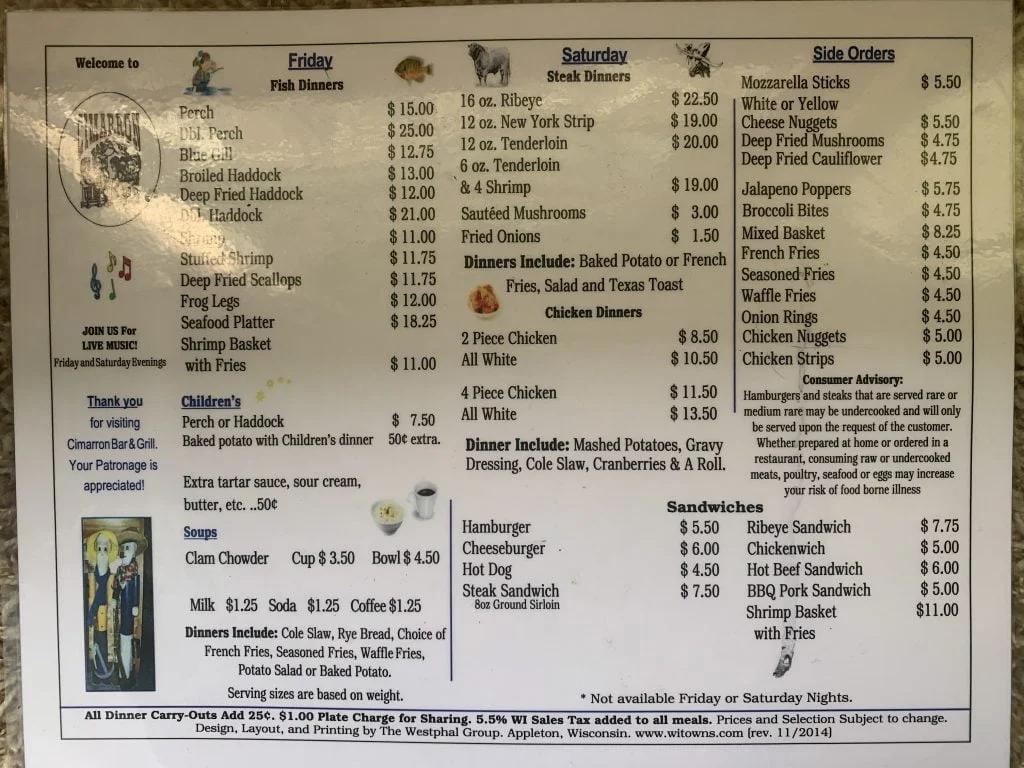 Welcome to
CIMARRON
JOIN US For
LIVE MUSIC!
Friday and Saturday Evenings
Thank you
for visiting
Cimarron Bar & Grill.
Your Patronage is
appreciated!
Friday
Fish Dinners
Perch $ 15.00
Dbl. Perch $ 25.00
Blue Gill $ 12.75
Broiled Haddock $ 13.00
Deep Fried Haddock $ 12.00
Dbl. Haddock $ 21.00
Shrimp $ 11.00
Stuffed Shrimp $ 11.75
Deep Fried Scallops $ 11.75
Frog Legs $ 12.00
Seafood Platter $ 18.25
Shrimp Basket
with Fries $ 11.00
Children's
Perch or Haddock $ 7.50
Baked potato with Children's dinner 50¢ extra.
Extra tartar sauce, sour cream,
butter, etc. ..50¢
Soups
Clam Chowder Cup $ 3.50 Bowl $ 4.50
Milk $1.25 Soda $1.25 Coffee $1.25
Dinners Include: Cole Slaw, Rye Bread, Choice of
French Fries, Seasoned Fries, Waffle Fries,
Potato Salad or Baked Potato.
Serving sizes are based on weight.
Saturday
Steak Dinners
16 oz. Ribeye $ 22.50
12 oz. New York Strip $ 19.00
12 oz. Tenderloin $ 20.00
6 oz. Tenderloin
& 4 Shrimp $ 19.00
Sautéed Mushrooms $ 3.00
Fried Onions $ 1.50
Dinners Include: Baked Potato or French
Fries, Salad and Texas Toast
Chicken Dinners
2 Piece Chicken $ 8.50
All White $ 10.50
4 Piece Chicken $ 11.50
All White $ 13.50
Dinner Include: Mashed Potatoes, Gravy
Dressing, Cole Slaw, Cranberries & A Roll.
Side Orders
Mozzarella Sticks $ 5.50
White or Yellow
Cheese Nuggets $ 5.50
Deep Fried Mushrooms $ 4.75
Deep Fried Cauliflower $4.75
Jalapeno Poppers $ 5.75
Broccoli Bites $ 4.75
Mixed Basket $ 8.25
French Fries $ 4.50
Seasoned Fries $ 4.50
Waffle Fries $ 4.50
Onion Rings $ 4.50
Chicken Nuggets $ 5.00
Chicken Strips $ 5.00
Consumer Advisory:
Hamburgers and steaks that are served rare or
medium rare may be undercooked and will only
be served upon the request of the customer.
Whether prepared at home or ordered in a
restaurant, consuming raw or undercooked
meats, poultry, seafood or eggs may increase
your risk of food borne illness
Sandwiches
Hamburger $ 5.50
Cheeseburger $ 6.00
Hot Dog $ 4.50
Steak Sandwich $ 7.50
8oz Ground Sirloin
Ribeye Sandwich $ 7.75
Chickenwich $ 5.00
Hot Beef Sandwich $ 6.00
BBQ Pork Sandwich $ 5.00
Shrimp Basket $11.00
with Fries
* Not available Friday or Saturday Nights.
All Dinner Carry-Outs Add 25¢. $1.00 Plate Charge for Sharing. 5.5% WI Sales Tax added to all meals. Prices and Selection Subject to change.
Design, Layout, and Printing by The Westphal Group. Appleton, Wisconsin. www.witowns.com (rev. 11/2014)